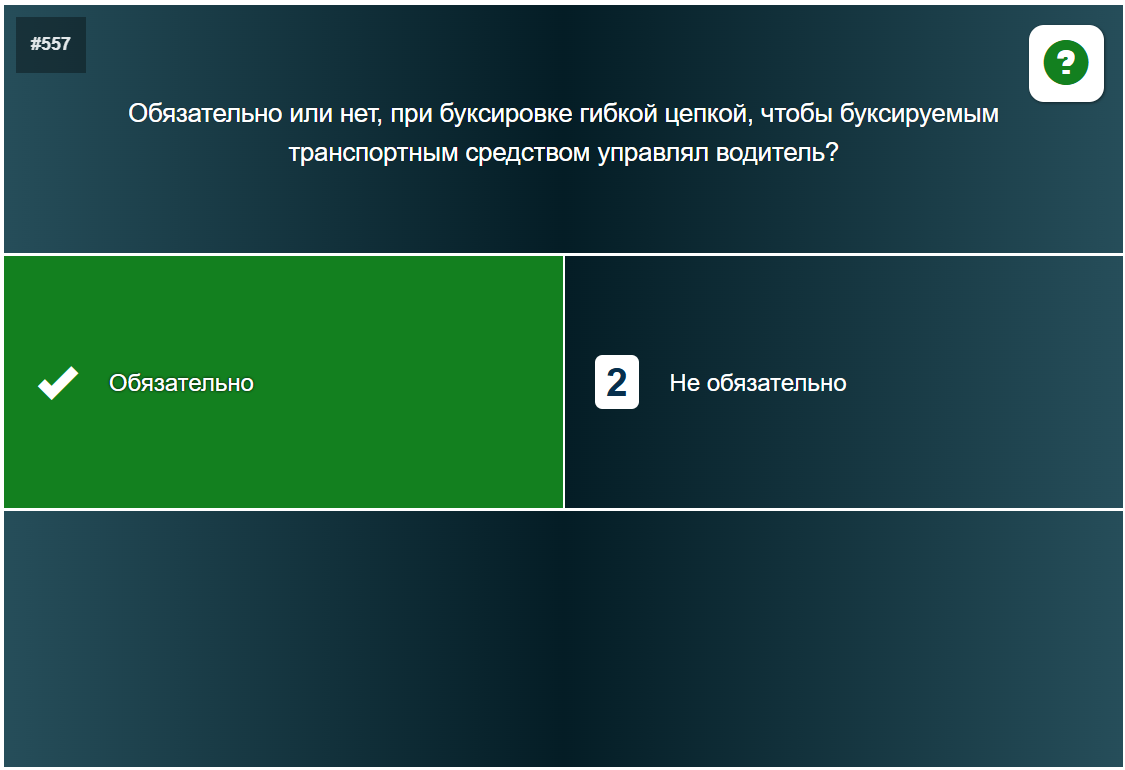 #557
?
Обязательно или нет, при буксировке гибкой цепкой, чтобы буксируемым
транспортным средством управлял водитель?
Обязательно
2 Не обязательно